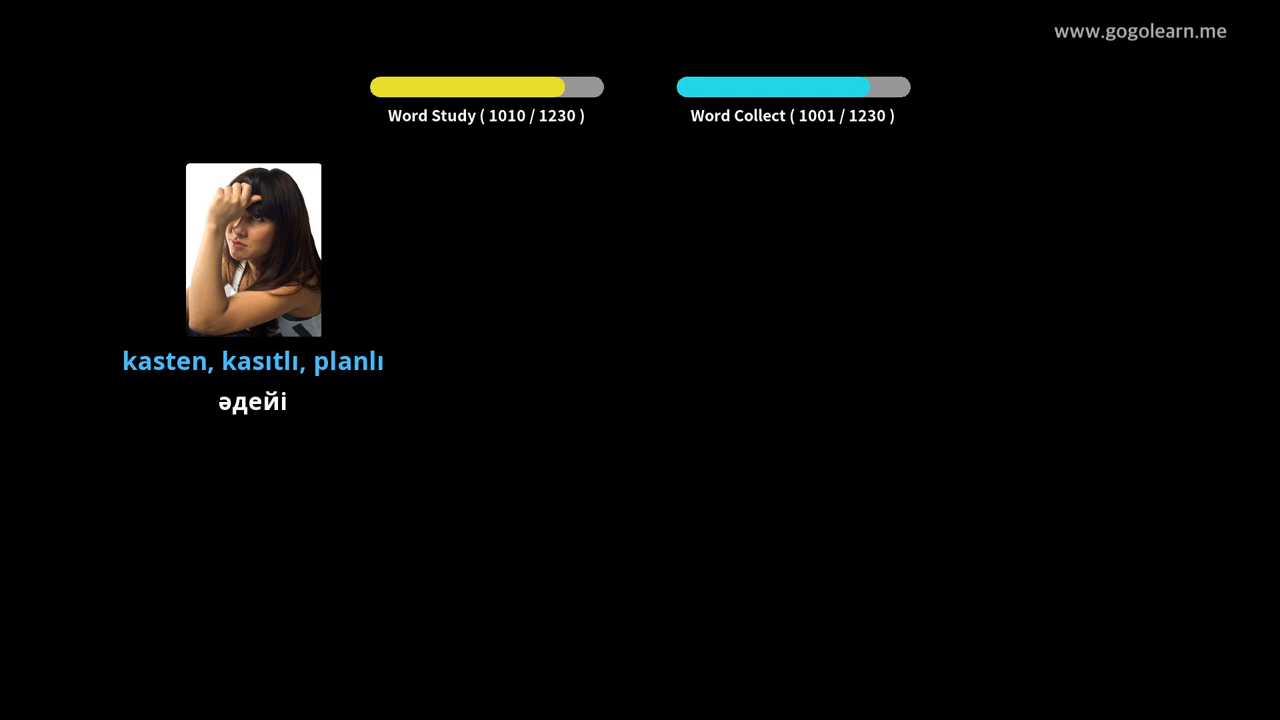 www.gogolearn.me
Word Study ( 1010 / 1230 )
Word Collect ( 1001 / 1230 )
kasten, kasıtlı, planlı
әдейі